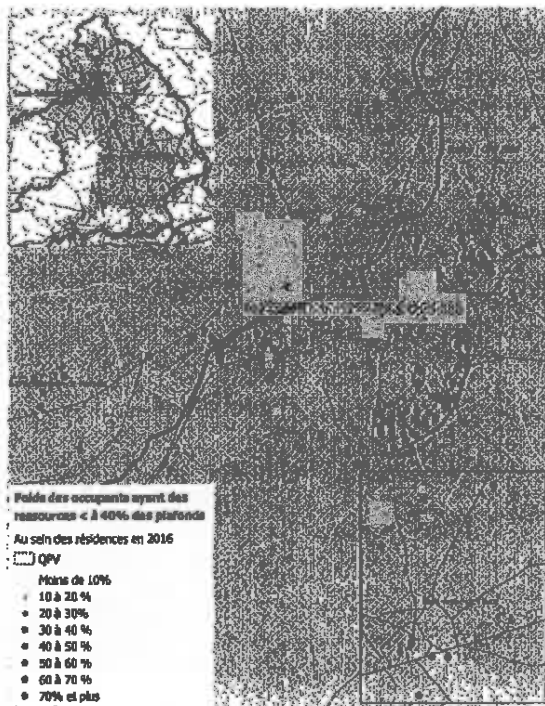 Poids des occupants ayant des
ressources < à 40% des plafonds
Au sein des résidences en 2016
QPV
Moins de 10%
10 à 20 %
20 à 30%
30 à 40 %
40 à 50 %
50 à 60 %
60 à 70 %
70% et plus